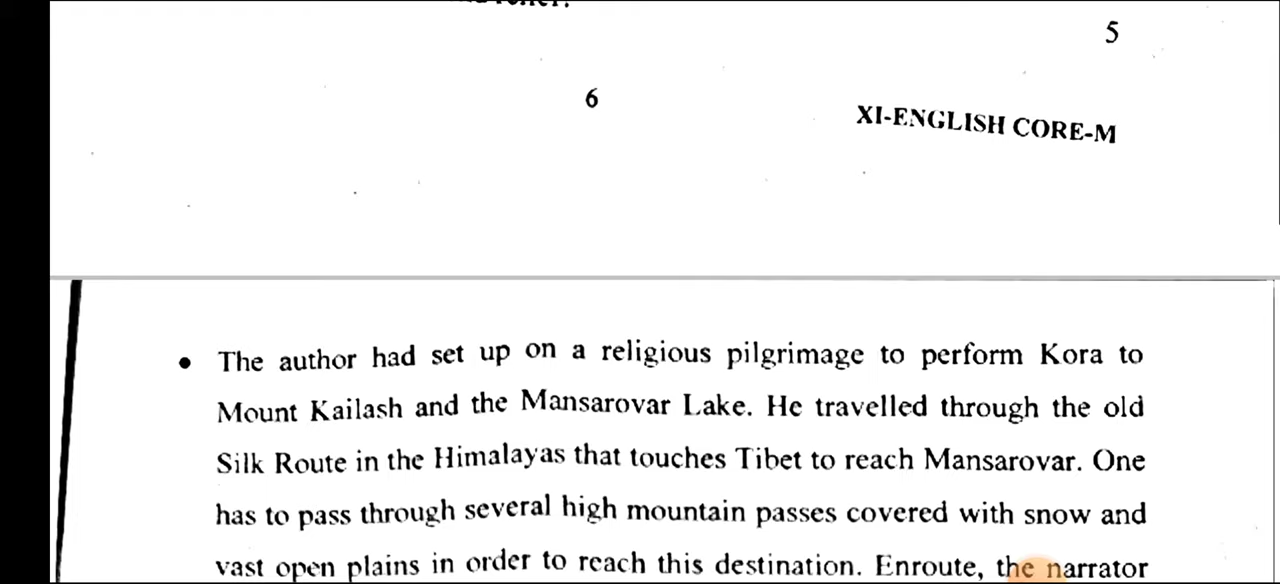 5
6
XI-ENGLISH CORE-M
• The author had set up on a religious pilgrimage to perform Kora to
Mount Kailash and the Mansarovar Lake. He travelled through the old
Silk Route in the Himalayas that touches Tibet to reach Mansarovar. One
has to pass through several high mountain passes covered with snow and
vast open plains in order to reach this destination. Enroute, the narrator